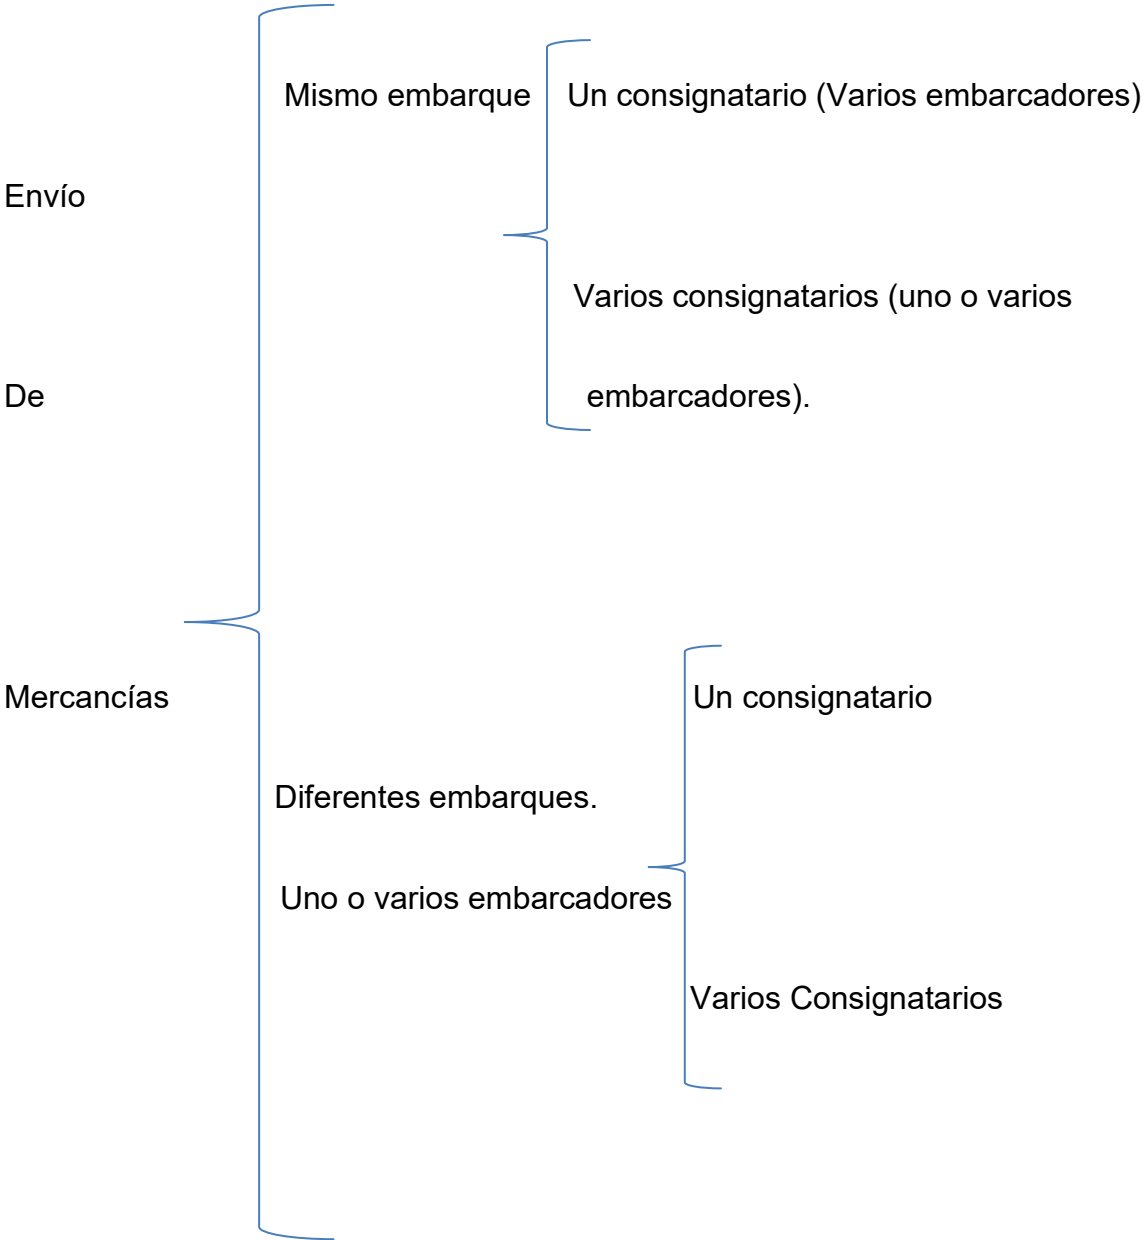 Mismo embarque Un consignatario (Varios embarcadores)
Envío
Varios consignatarios (uno o varios
De embarcadores).
Mercancías Un consignatario
Diferentes embarques.
Uno o varios embarcadores
Varios Consignatarios